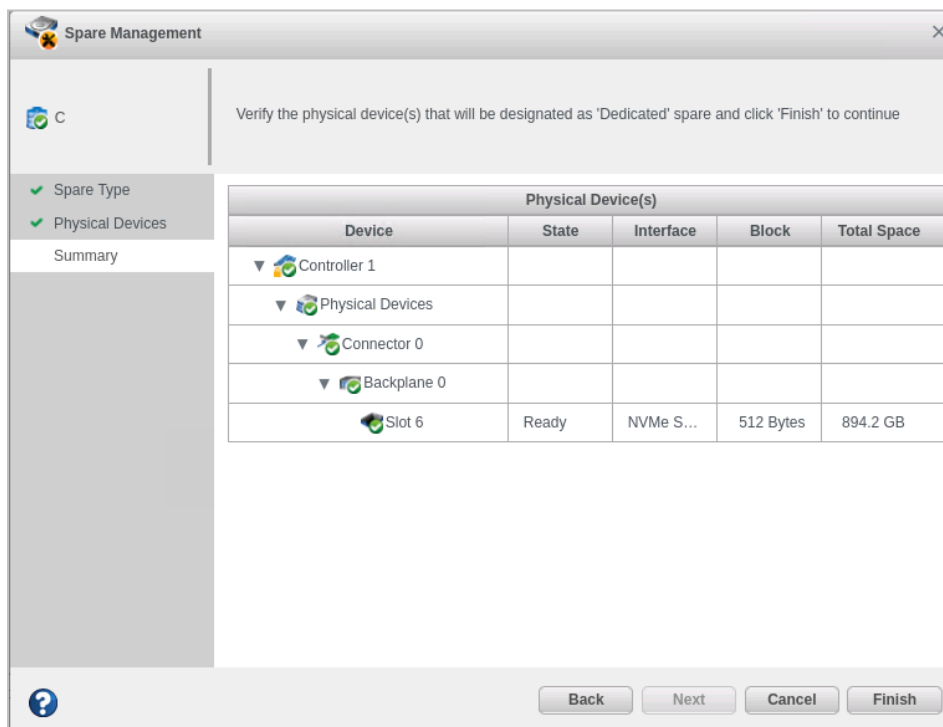 Spare Management
C
Verify the physical device(s) that will be designated as 'Dedicated' spare and click 'Finish' to continue
Spare Type
Physical Devices
Summary
Physical Device(s)
Device State Interface Block Total Space
Controller 1
Physical Devices
Connector 0
Backplane 0
Slot 6 Ready NVMe S... 512 Bytes 894.2 GB
? Back Next Cancel Finish